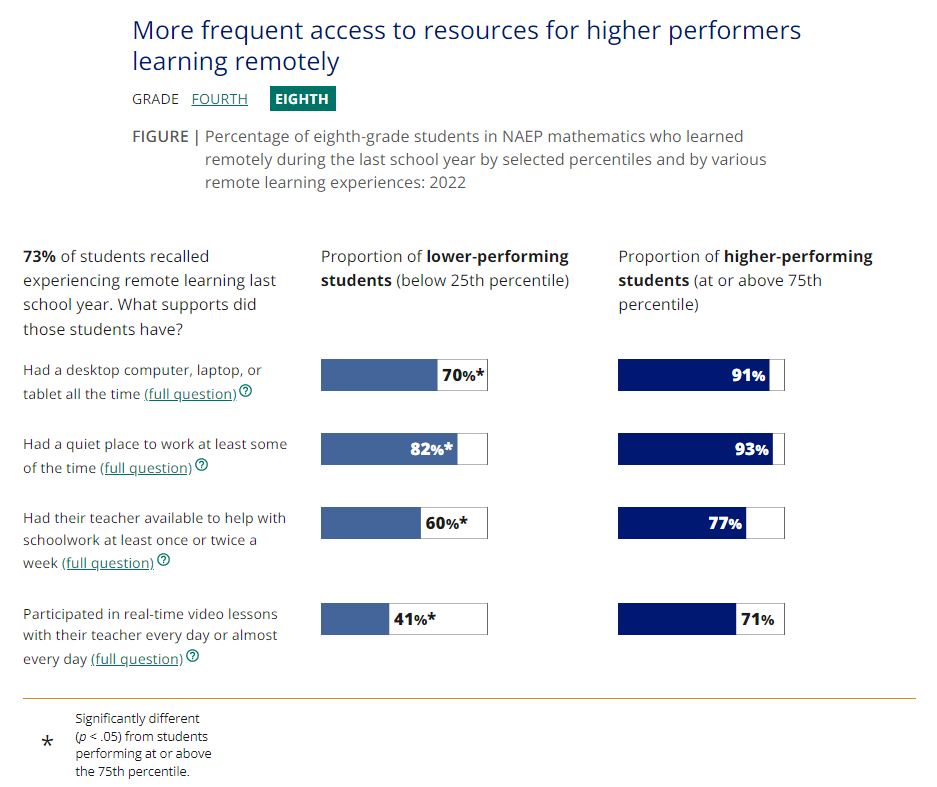 More frequent access to resources for higher performers
learning remotely
GRADE FOURTH EIGHTH
FIGURE | Percentage of eighth-grade students in NAEP mathematics who learned
remotely during the last school year by selected percentiles and by various
remote learning experiences: 2022
73% of students recalled
experiencing remote learning last
school year. What supports did
those students have?
Proportion of lower-performing
students (below 25th percentile)
Proportion of higher-performing
students (at or above 75th
percentile)
Had a desktop computer, laptop, or
tablet all the time (full question) ?
70%*
91%
Had a quiet place to work at least some
of the time (full question) ?
82%*
93%
Had their teacher available to help with
schoolwork at least once or twice a
week (full question) ?
60%*
77%
Participated in real-time video lessons
with their teacher every day or almost
every day (full question) ?
41%*
71%
*
Significantly different
(p < .05) from students
performing at or above
the 75th percentile.